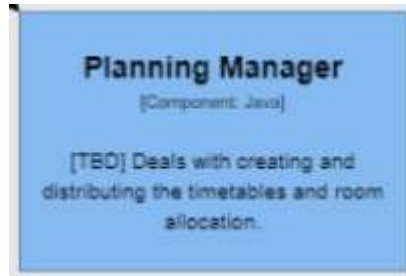 Planning Manager
[Component: Java]
[TBD] Deals with creating and
distributing the timetables and room
allocation.